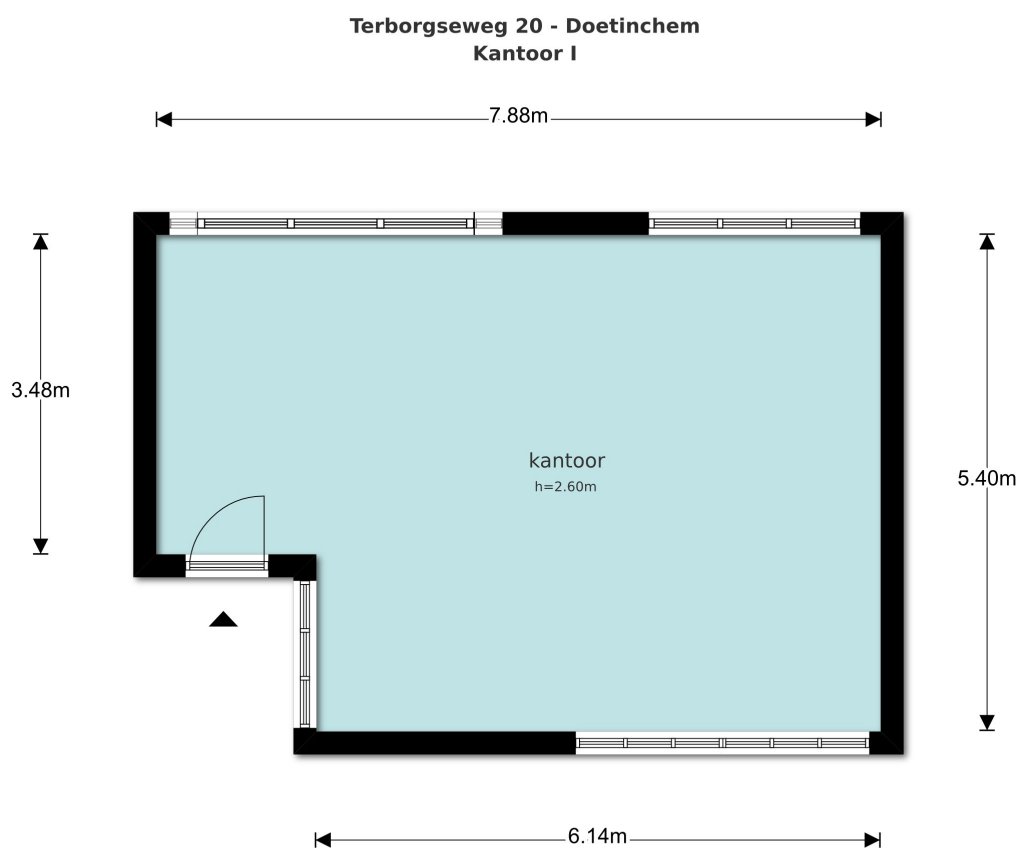 Terborgseweg 20 - Doetinchem
Kantoor I
7.88m
3.48m
kantoor
h=2.60m
5.40m
6.14m